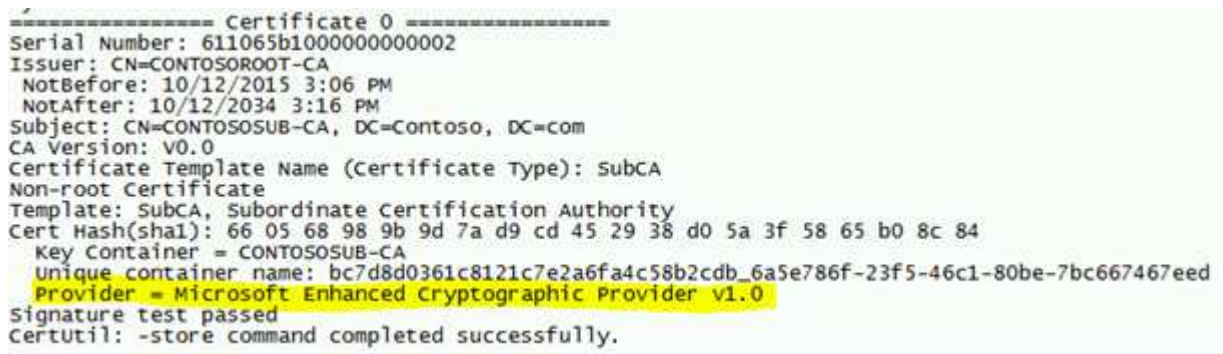 ================ Certificate 0 ================
Serial Number: 611065b1000000000002
Issuer: CN=CONTOSOROOT-CA
NotBefore: 10/12/2015 3:06 PM
NotAfter: 10/12/2034 3:16 PM
Subject: CN=CONTOSOSUB-CA, DC=Contoso, DC=com
CA Version: V0.0
Certificate Template Name (Certificate Type): SubCA
Non-root Certificate
Template: SubCA, Subordinate Certification Authority
Cert Hash(sha1): 66 05 68 98 9b 9d 7a d9 cd 45 29 38 d0 5a 3f 58 65 b0 8c 84
Key Container = CONTOSOSUB-CA
Unique container name: bc7d8d0361c8121c7e2a6fa4c58b2cdb_6a5e786f-23f5-46c1-80be-7bc667467eed
Provider = Microsoft Enhanced Cryptographic Provider v1.0
Signature test passed
CertUtil: -store command completed successfully.